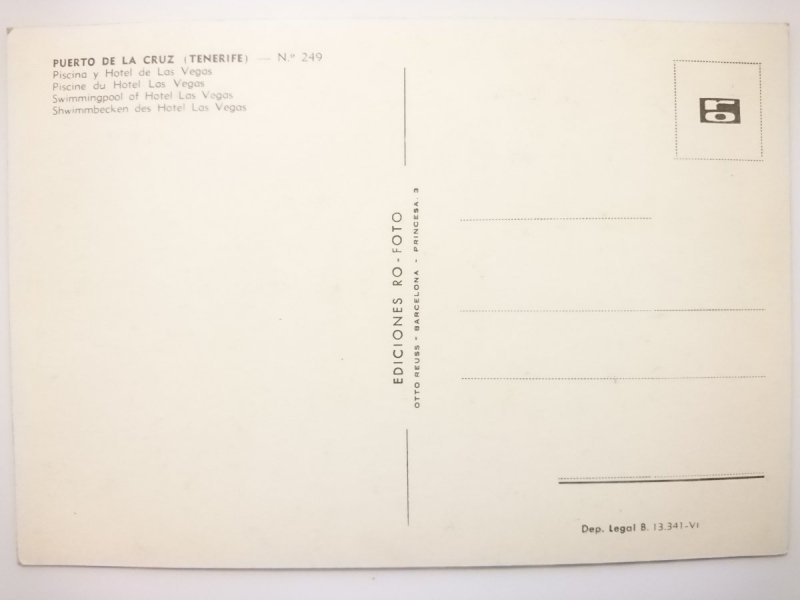 PUERTO DE LA CRUZ (TENERIFE) — N.º 249
Piscina y Hotel de Las Vegas
Piscine du Hotel Las Vegas
Swimmingpool of Hotel Las Vegas
Shwimmbecken des Hotel Las Vegas
EDICIONES RO-FOTO
OTTO REUSS - BARCELONA - PRINCESA, 3
ro
Dep. Legal B. 13.341-VI